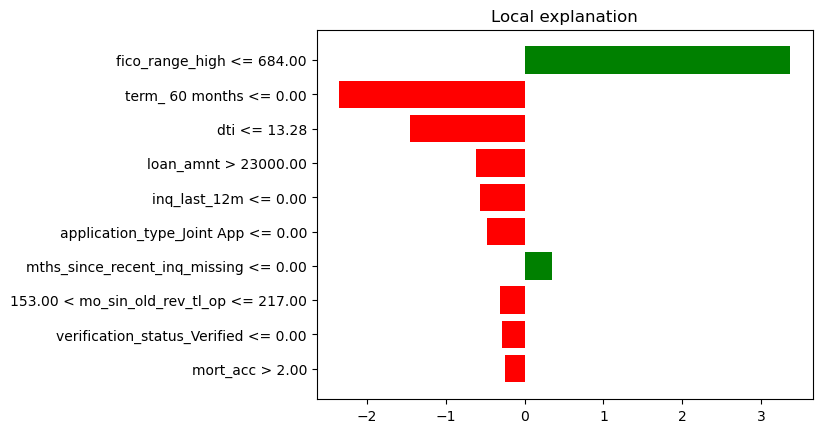 Local explanation
fico_range_high <= 684.00
term_ 60 months <= 0.00
dti <= 13.28
loan_amnt > 23000.00
inq_last_12m <= 0.00
application_type_Joint App <= 0.00
mths_since_recent_inq_missing <= 0.00
153.00 < mo_sin_old_rev_tl_op <= 217.00
verification_status_Verified <= 0.00
mort_acc > 2.00
−2 −1 0 1 2 3